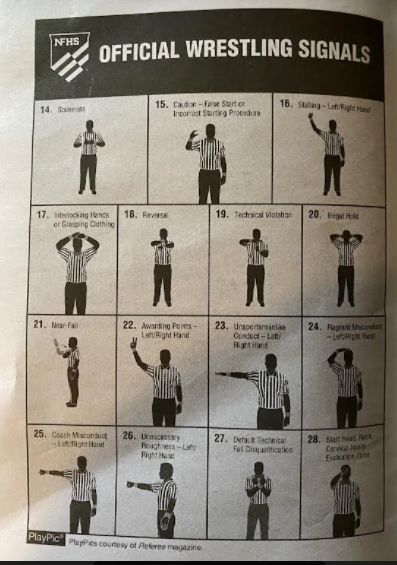 NFHS
OFFICIAL WRESTLING SIGNALS
14. Stalemate
15. Caution – False Start or
Incorrect Starting Procedure
16. Stalling – Left/Right Hand
17. Interlocking Hands
or Grasping Clothing
18. Reversal
19. Technical Violation
20. Illegal Hold
21. Near-Fall
22. Awarding Points –
Left/Right Hand
23. Unsportsmanlike
Conduct – Left/
Right Hand
24. Flagrant Misconduct
– Left/Right Hand
25. Coach Misconduct
– Left/Right Hand
26. Unnecessary
Roughness – Left/
Right Hand
27. Default Technical
Fall Disqualification
28. Start Head, Neck,
Cervical Injury
Evaluation, Time
PlayPic®
PlayPics courtesy of Referee magazine.